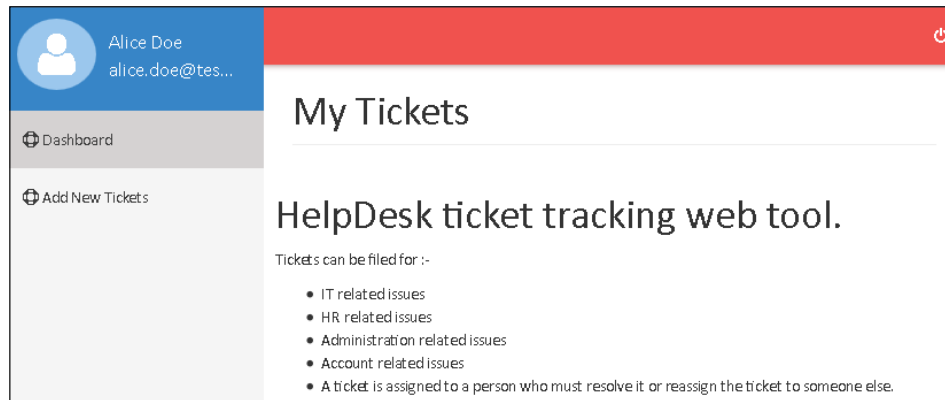 Alice Doe
alice.doe@tes...
Dashboard
Add New Tickets
My Tickets
HelpDesk ticket tracking web tool.
Tickets can be filed for :-
• IT related issues
• HR related issues
• Administration related issues
• Account related issues
• A ticket is assigned to a person who must resolve it or reassign the ticket to someone else.